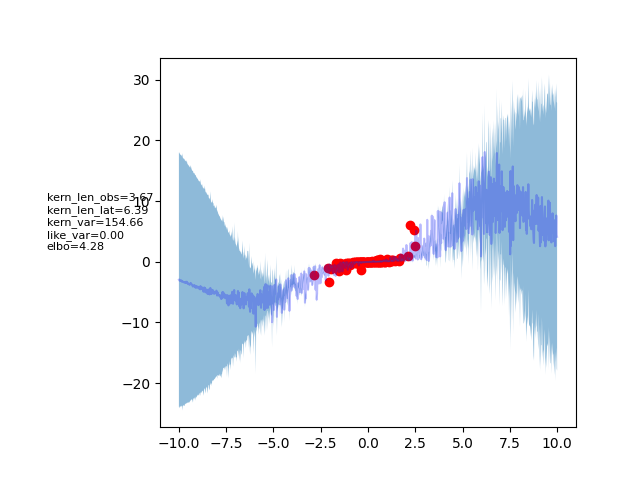 30
20
10
0
−10
−20
kern_len_obs=3.67
kern_len_lat=6.39
kern_var=154.66
like_var=0.00
elbo=4.28
−10.0 −7.5 −5.0 −2.5 0.0 2.5 5.0 7.5 10.0